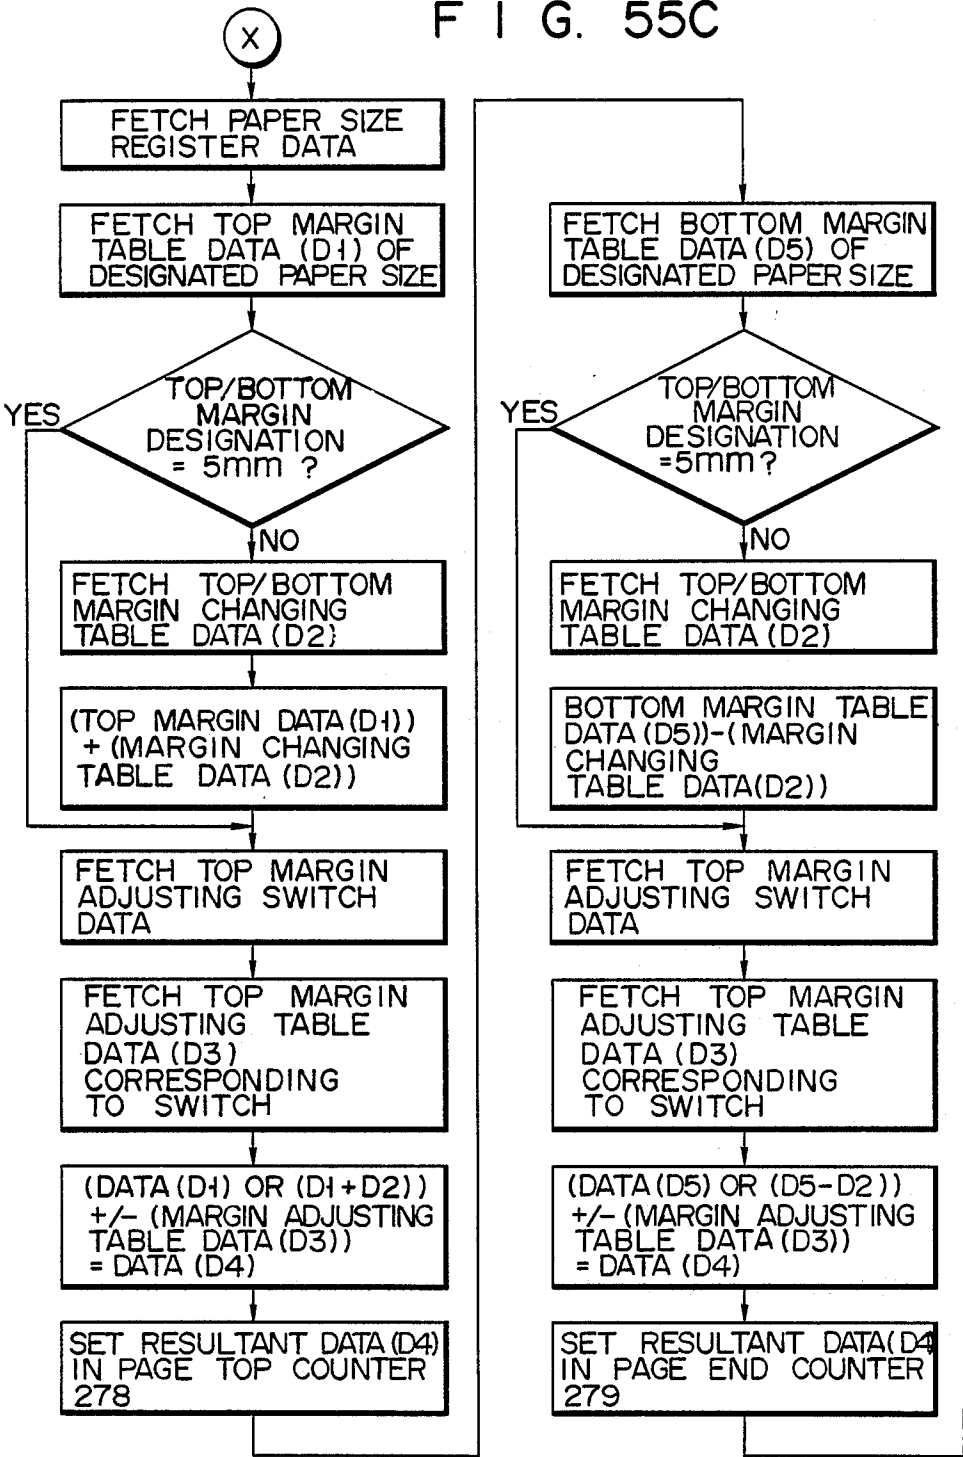 F I G. 55C
X
FETCH PAPER SIZE
REGISTER DATA
FETCH TOP MARGIN
TABLE DATA (D1) OF
DESIGNATED PAPER SIZE
TOP/BOTTOM
MARGIN
DESIGNATION
= 5mm ?
YES
NO
FETCH TOP/BOTTOM
MARGIN CHANGING
TABLE DATA (D2)
(TOP MARGIN DATA (D1))
+ (MARGIN CHANGING
TABLE DATA (D2))
FETCH TOP MARGIN
ADJUSTING SWITCH
DATA
FETCH TOP MARGIN
ADJUSTING TABLE
DATA (D3)
CORRESPONDING
TO SWITCH
(DATA (D1) OR (D1+D2))
+/- (MARGIN ADJUSTING
TABLE DATA (D3))
= DATA (D4)
SET RESULTANT DATA (D4)
IN PAGE TOP COUNTER
278
FETCH BOTTOM MARGIN
TABLE DATA (D5) OF
DESIGNATED PAPER SIZE
TOP/BOTTOM
MARGIN
DESIGNATION
=5mm?
YES
NO
FETCH TOP/BOTTOM
MARGIN CHANGING
TABLE DATA (D2)
BOTTOM MARGIN TABLE
DATA (D5))-(MARGIN
CHANGING
TABLE DATA(D2))
FETCH TOP MARGIN
ADJUSTING SWITCH
DATA
FETCH TOP MARGIN
ADJUSTING TABLE
DATA (D3)
CORRESPONDING
TO SWITCH
(DATA (D5) OR (D5-D2))
+/- (MARGIN ADJUSTING
TABLE DATA (D3))
= DATA (D4)
SET RESULTANT DATA(D4
IN PAGE END COUNTER
279